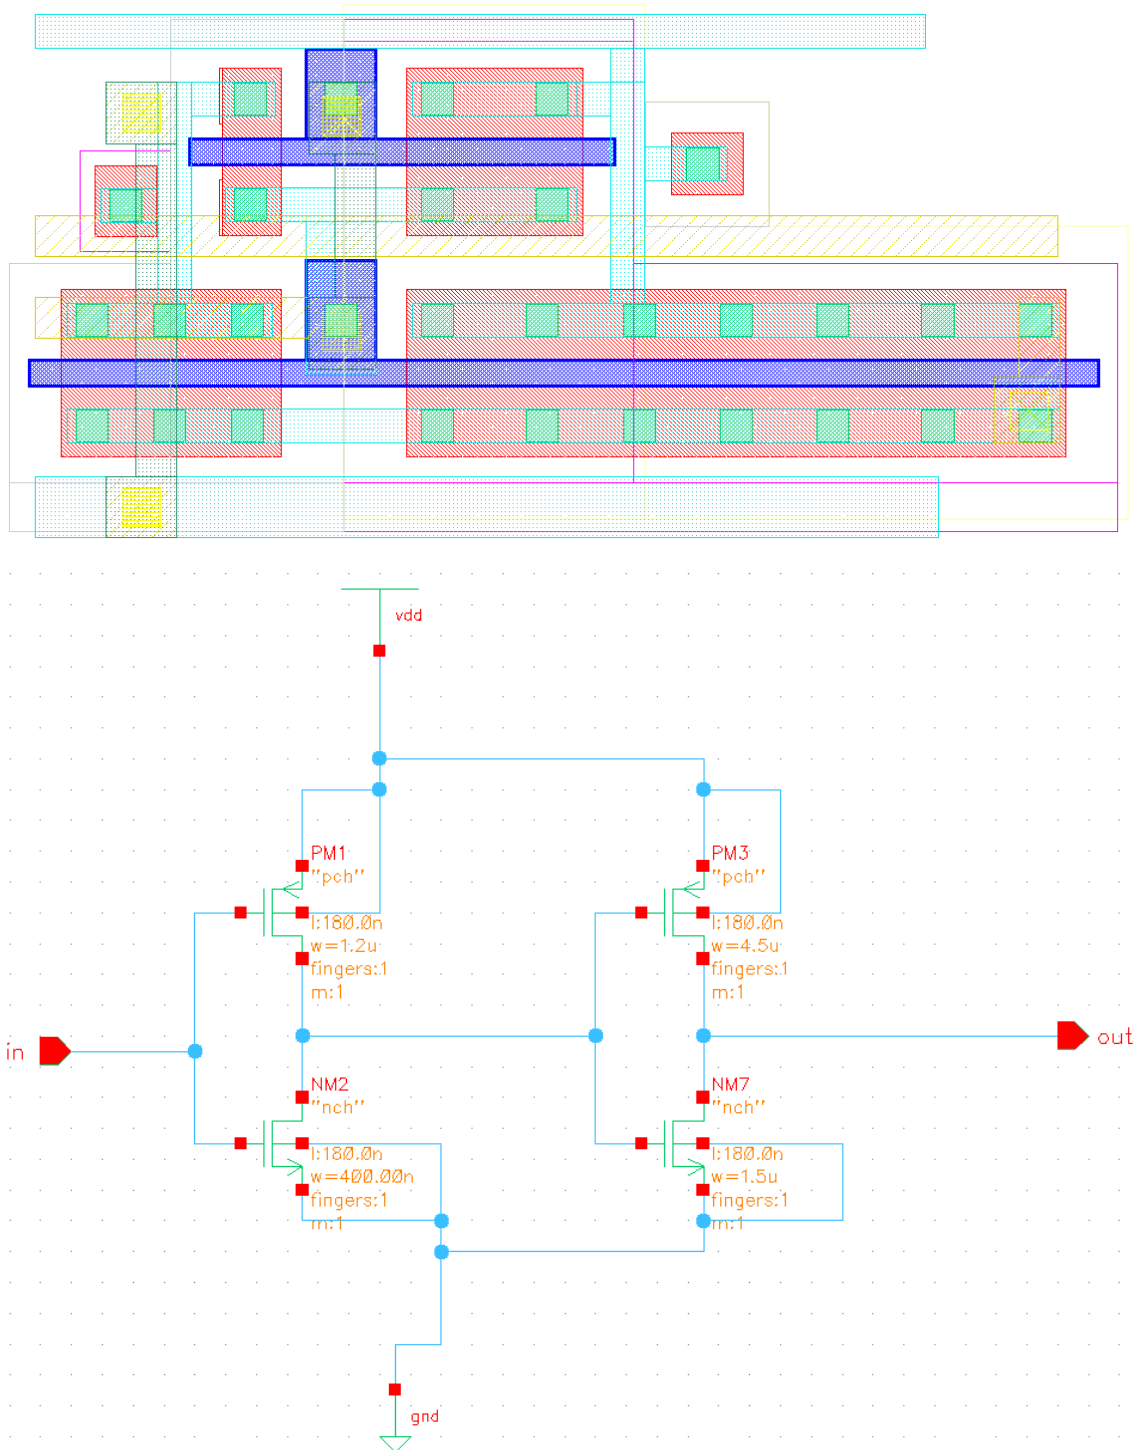 vdd
PM1
"pch"
l:180.0n
w=1.2u
fingers:1
m:1
PM3
"pch"
l:180.0n
w=4.5u
fingers:1
m:1
in
out
NM2
"nch"
l:180.0n
w=400.00n
fingers:1
m:1
NM7
"nch"
l:180.0n
w=1.5u
fingers:1
m:1
gnd